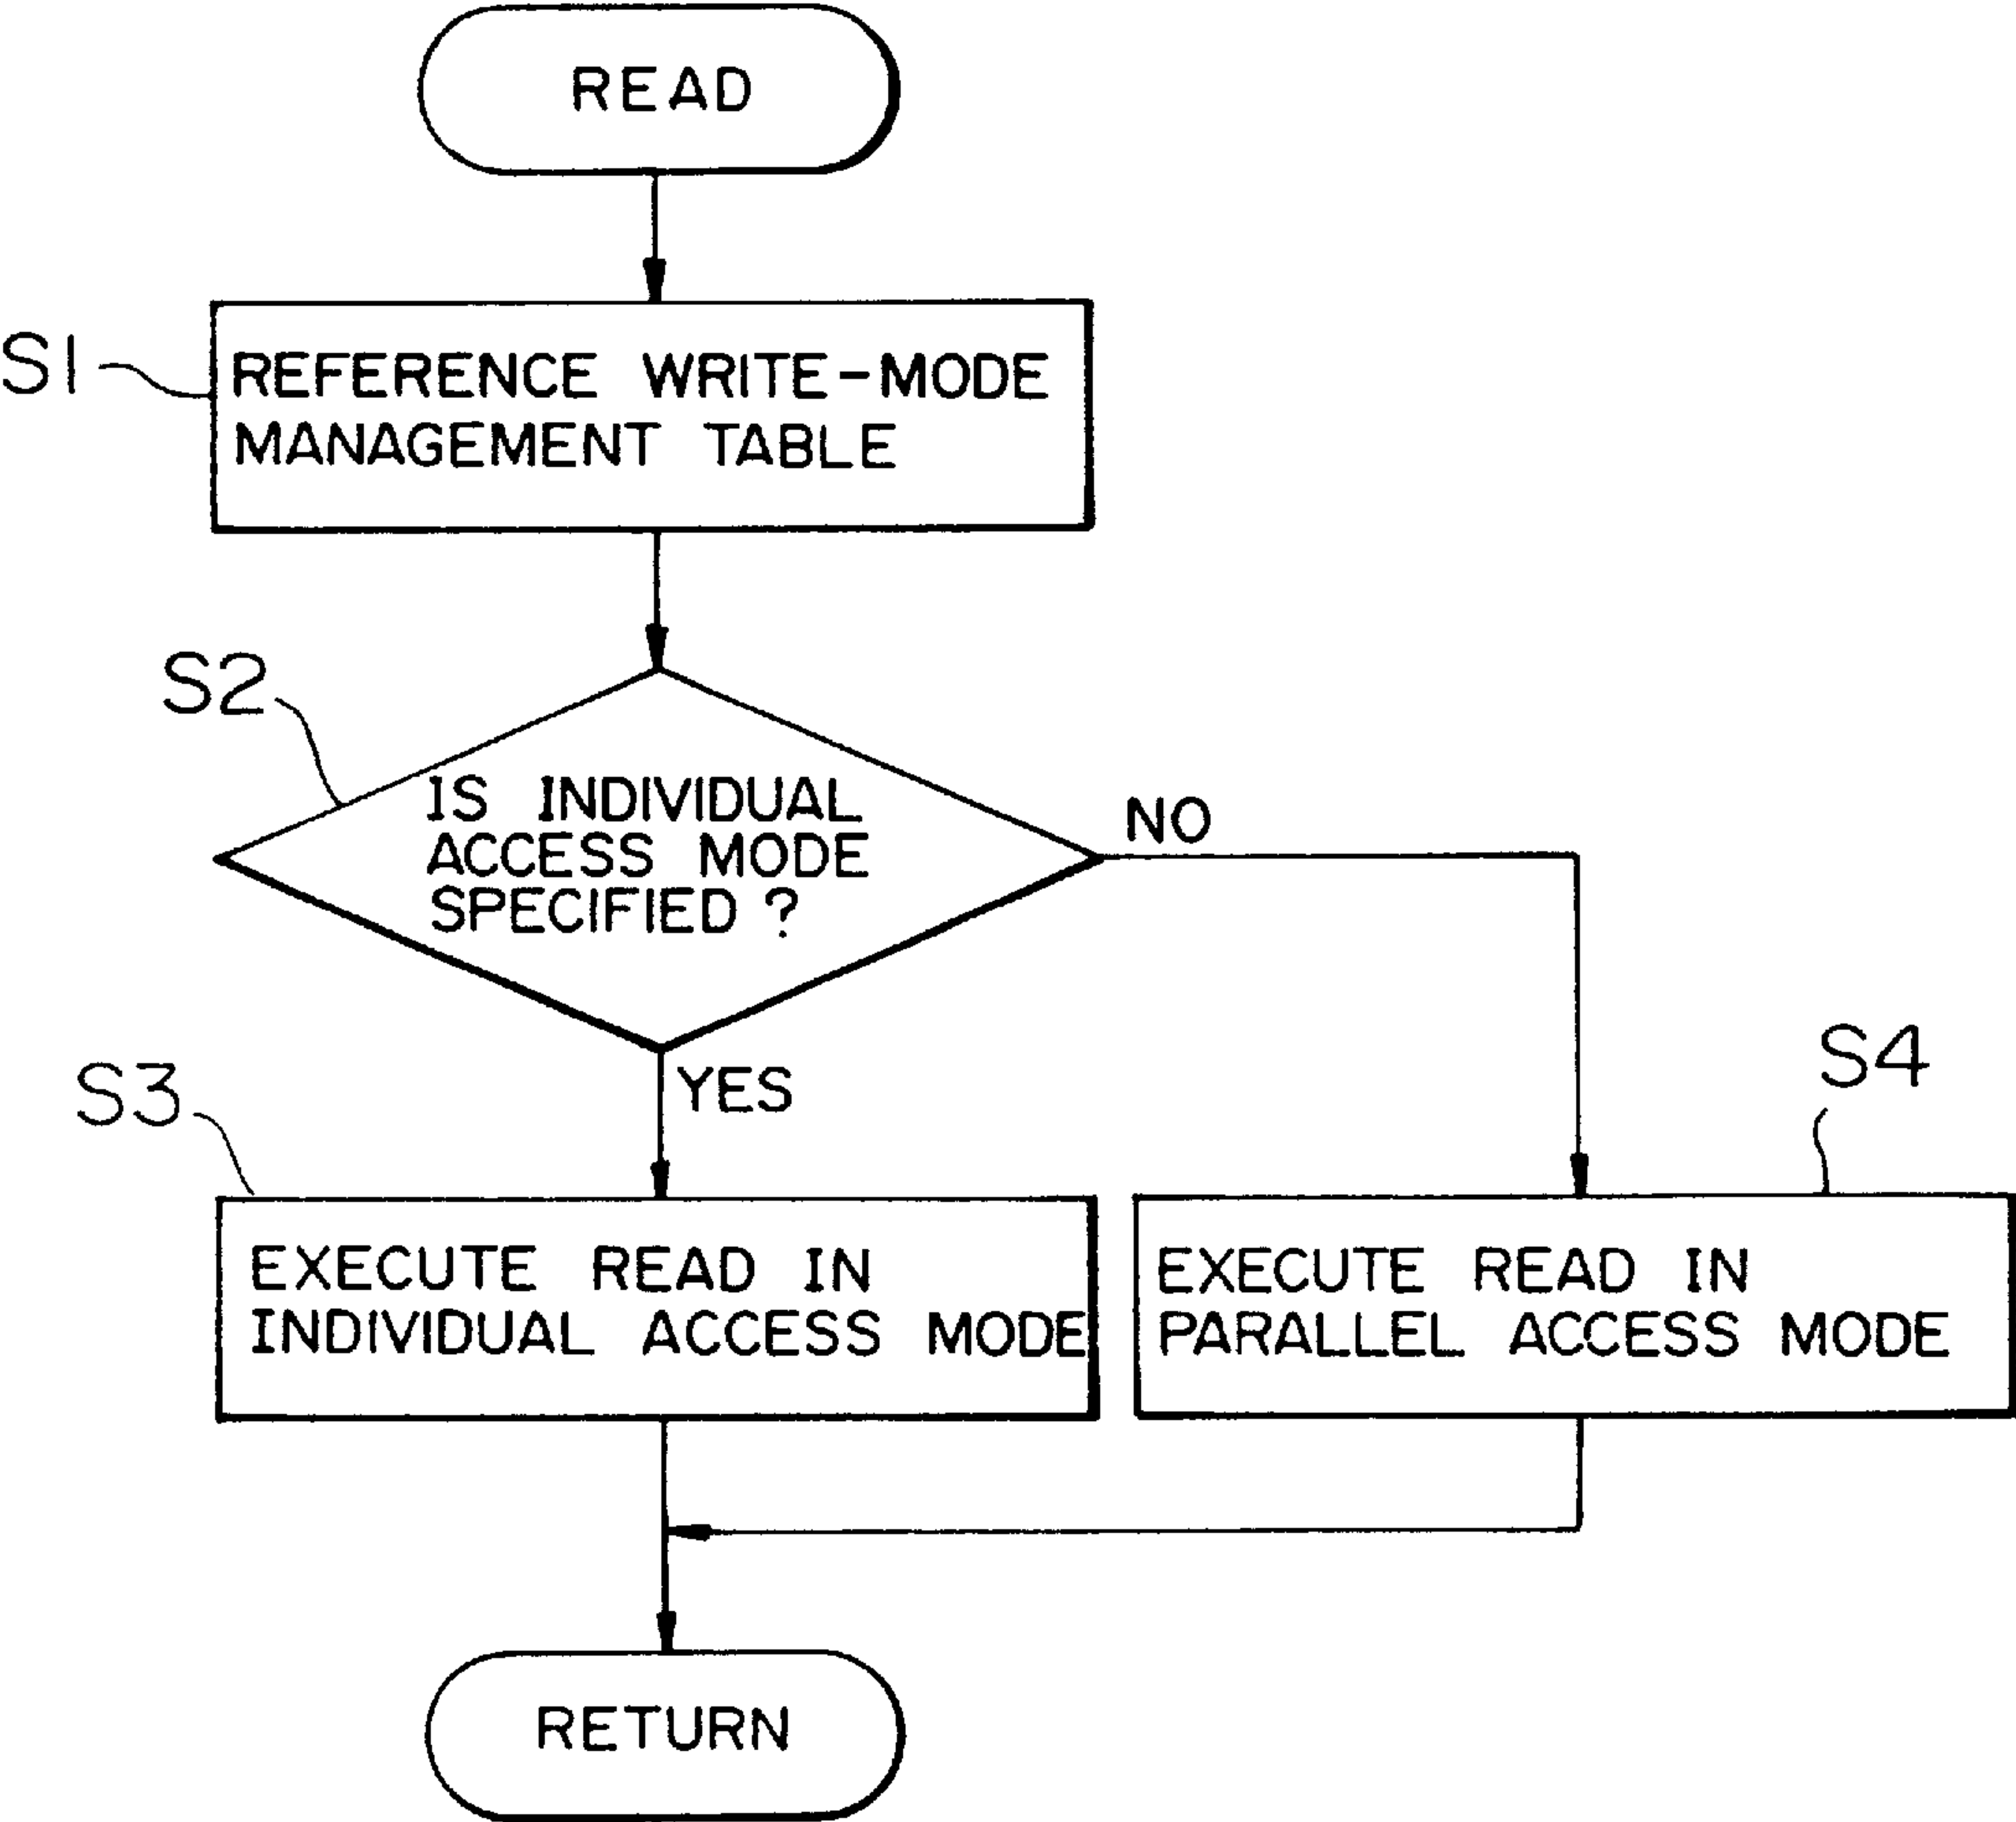 READ
S1
REFERENCE WRITE-MODE
MANAGEMENT TABLE
S2
IS INDIVIDUAL
ACCESS MODE
SPECIFIED ?
NO
YES
S3
EXECUTE READ IN
INDIVIDUAL ACCESS MODE
S4
EXECUTE READ IN
PARALLEL ACCESS MODE
RETURN